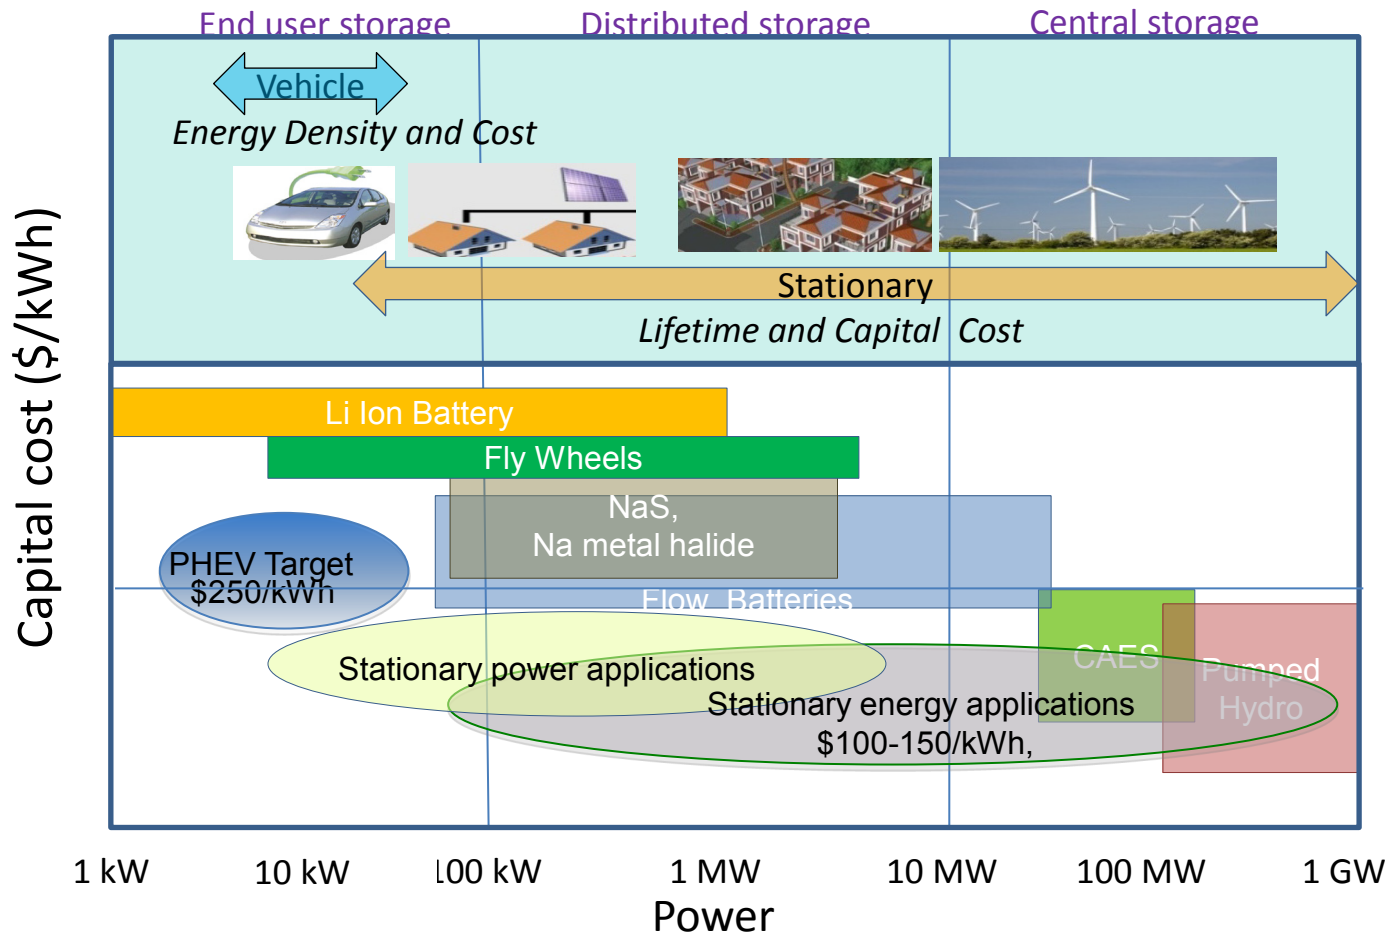 End user storage
Distributed storage
Central storage
Vehicle
Energy Density and Cost
Stationary
Lifetime and Capital Cost
Capital cost ($/kWh)
Li Ion Battery
Fly Wheels
NaS,
Na metal halide
PHEV Target
$250/kWh
Flow Batteries
Stationary power applications
CAES
Pumped
Hydro
Stationary energy applications
$100-150/kWh,
1 kW
10 kW
100 kW
1 MW
10 MW
100 MW
1 GW
Power